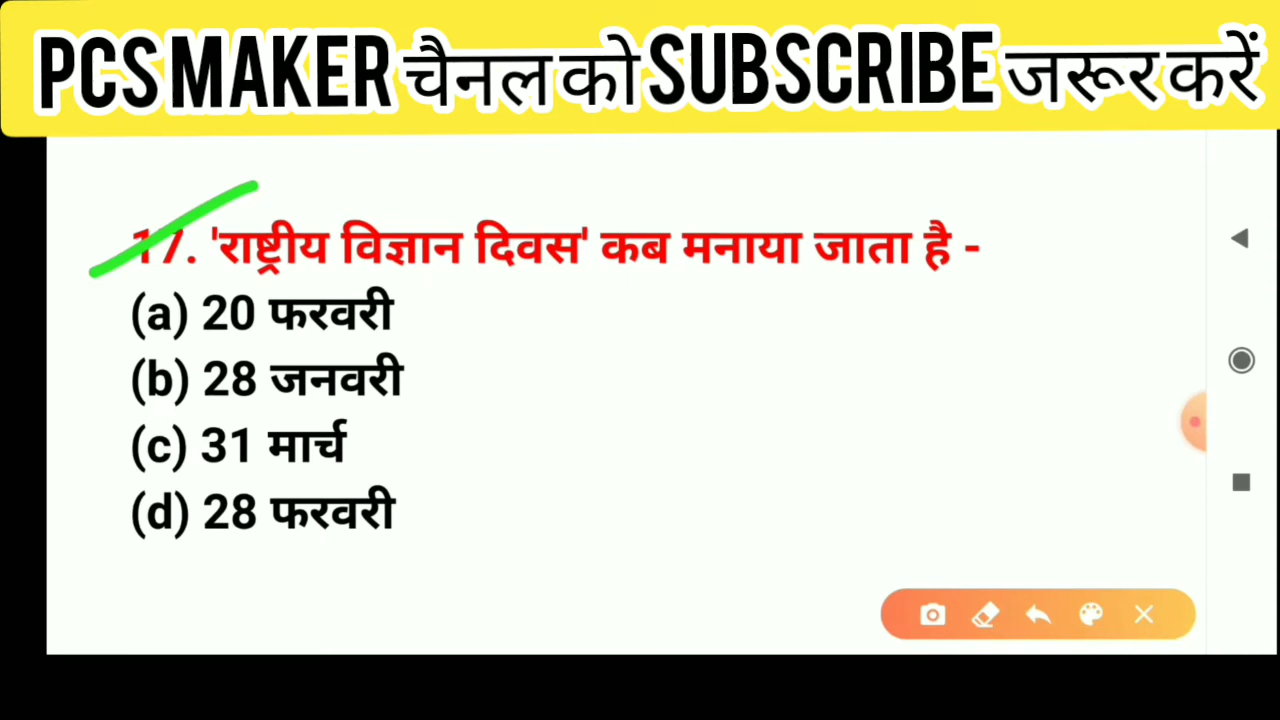 PCS MAKER चैनल को SUBSCRIBE जरूर करें
17. 'राष्ट्रीय विज्ञान दिवस' कब मनाया जाता है -
(a) 20 फरवरी
(b) 28 जनवरी
(c) 31 मार्च
(d) 28 फरवरी